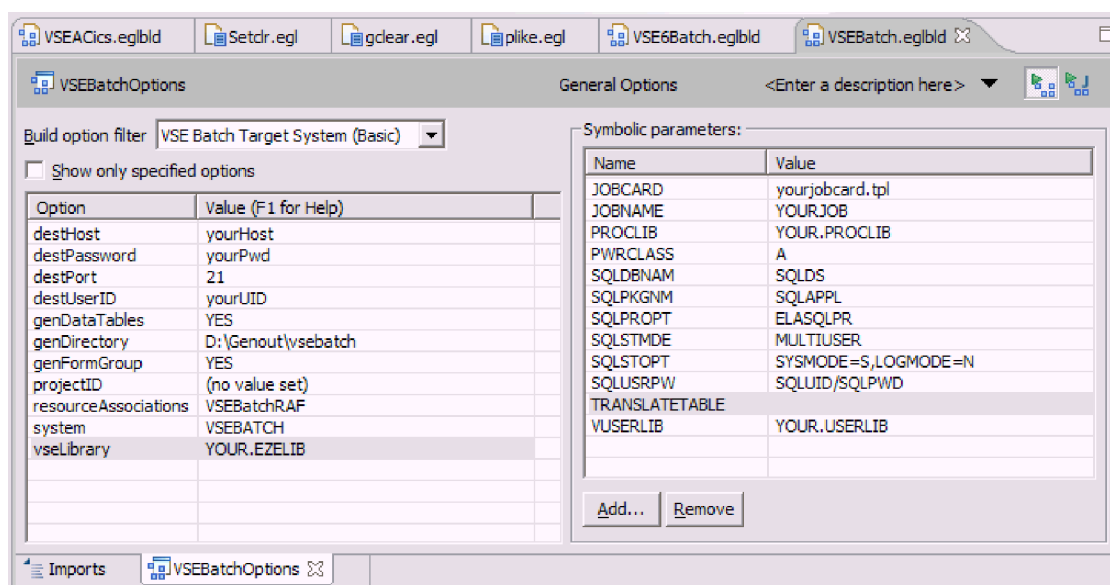 VSEACics.eglbld Setclr.egl gclear.egl plike.egl VSE6Batch.eglbld VSEBatch.eglbld
VSEBatchOptions General Options <Enter a description here>
Build option filter VSE Batch Target System (Basic)
Show only specified options
Option Value (F1 for Help)
destHost yourHost
destPassword yourPwd
destPort 21
destUserID yourUID
genDataTables YES
genDirectory D:\Genout\vsebatch
genFormGroup YES
projectID (no value set)
resourceAssociations VSEBatchRAF
system VSEBATCH
vseLibrary YOUR.EZELIB
Symbolic parameters:
Name Value
JOBCARD yourjobcard.tpl
JOBNAME YOURJOB
PROCLIB YOUR.PROCLIB
PWRCLASS A
SQLDBNAM SQLDS
SQLPKGNM SQLAPPL
SQLPROPT ELASQLPR
SQLSTMDE MULTIUSER
SQLSTOPT SYSMODE=S,LOGMODE=N
SQLUSRPW SQLUID/SQLPWD
TRANSLATETABLE
VUSERLIB YOUR.USERLIB
Add... Remove
Imports VSEBatchOptions